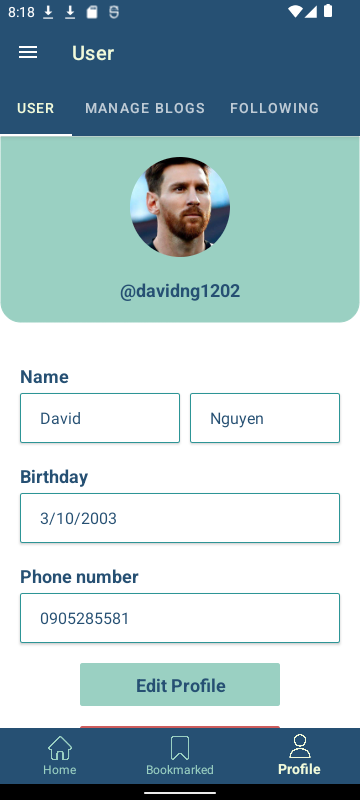 8:18
User
USER MANAGE BLOGS FOLLOWING
@davidng1202
Name
David Nguyen
Birthday
3/10/2003
Phone number
0905285581
Edit Profile
Home Bookmarked Profile